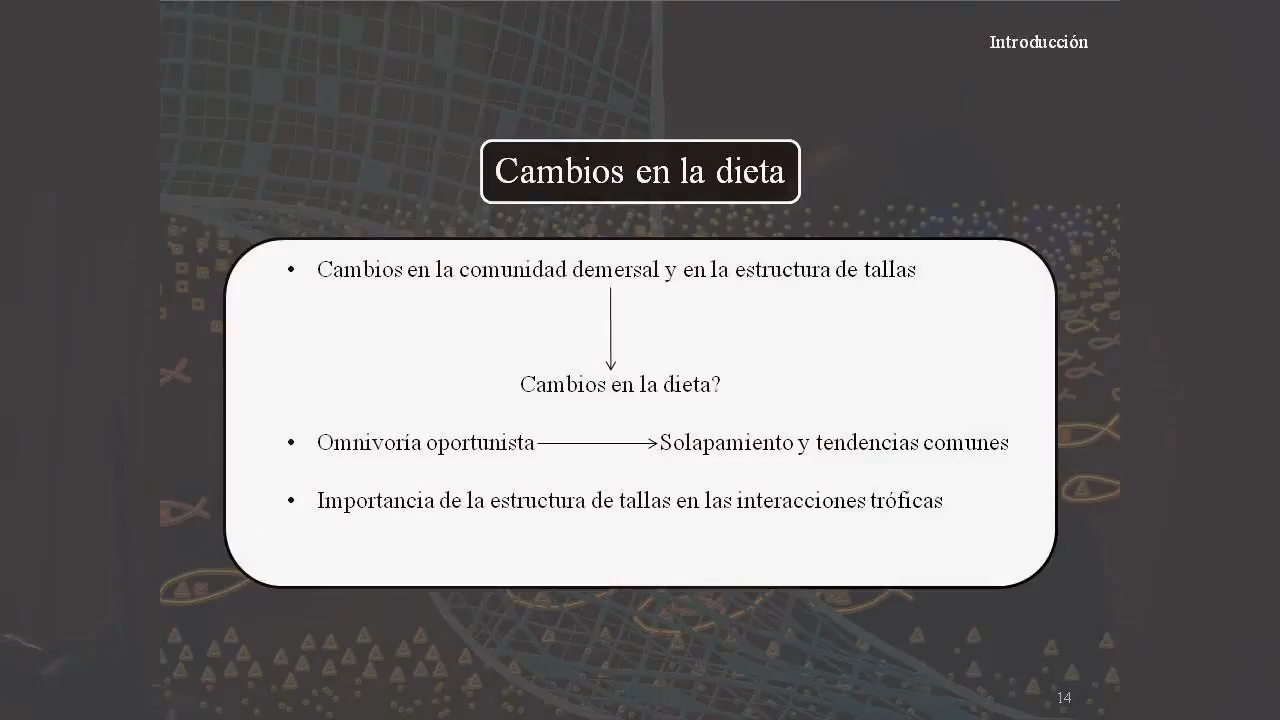 Introducción
Cambios en la dieta
• Cambios en la comunidad demersal y en la estructura de tallas
Cambios en la dieta?
• Omnivoría oportunista Solapamiento y tendencias comunes
• Importancia de la estructura de tallas en las interacciones tróficas
14